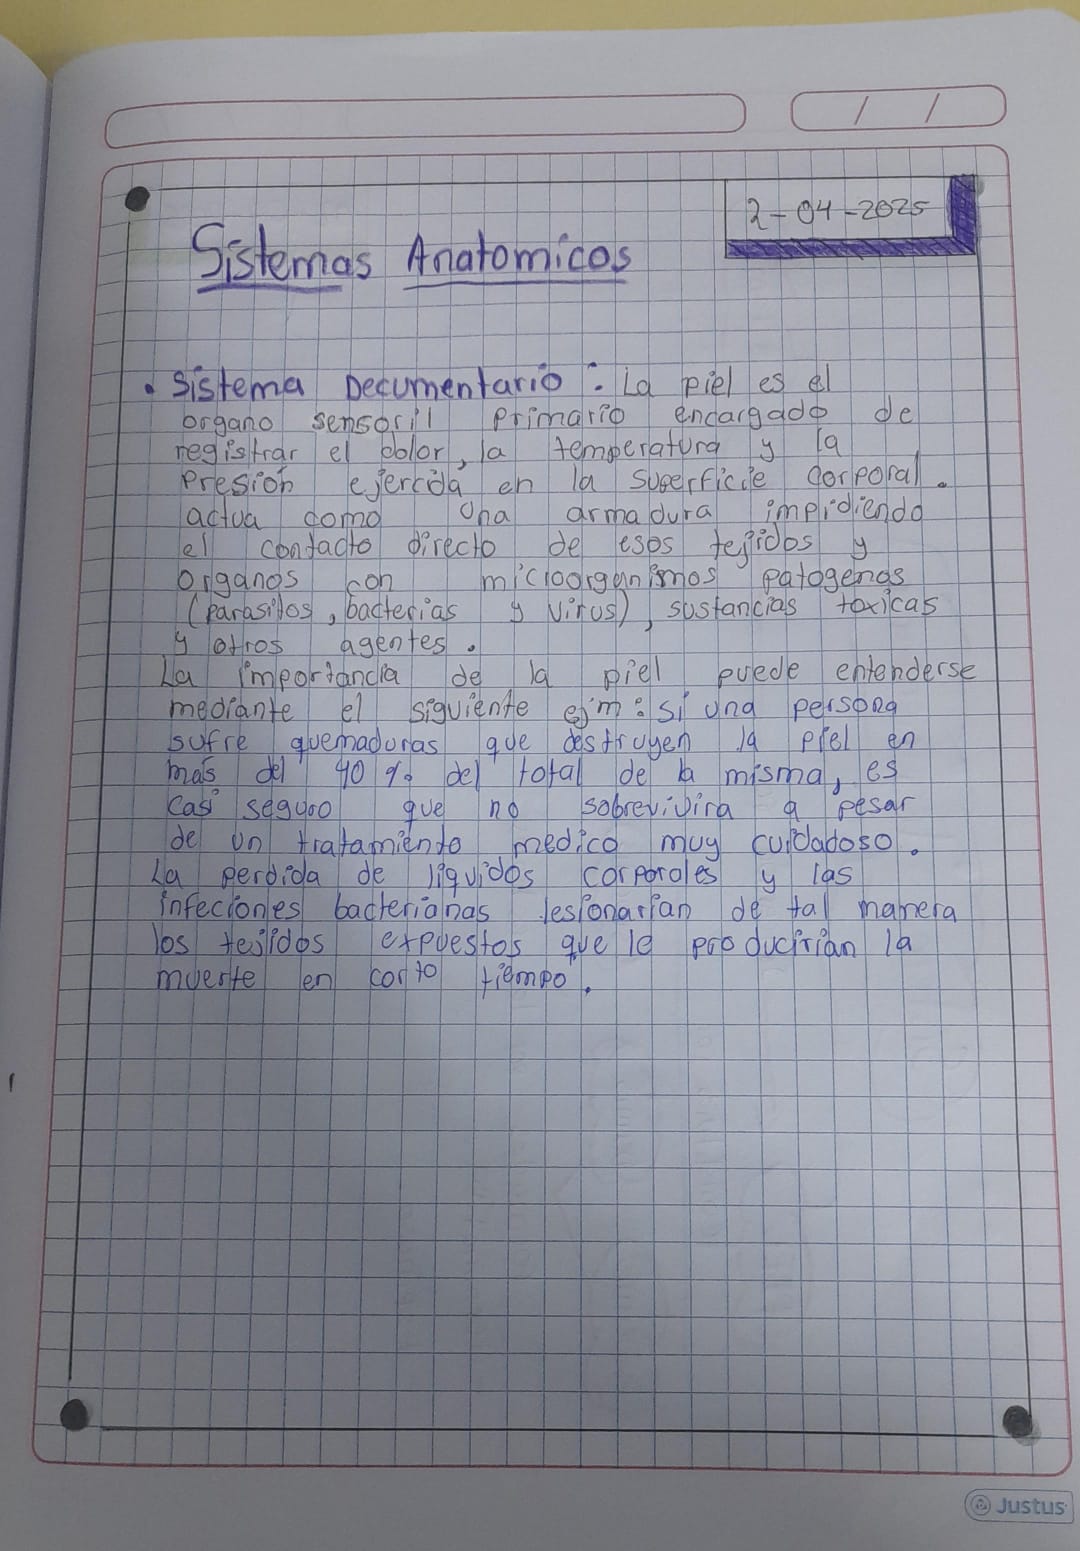 2-04-2025
Sistemas Anatomicos
• Sistema Decumentario: La piel es el
organo sensoril primario encargado de
registrar el dolor, la temperatura y la
Presión ejercida en la superficie corporal.
actua como una armadura impidiendo
el contacto directo de esos tejidos y
organos con microorganismos patogenos
(parasitos, bacterias y virus), sustancias toxicas
y otros agentes.
La importancia de la piel puede entenderse
mediante el siguiente ejm: si una persona
sufre quemaduras que destruyen la piel en
mas del 40 % del total de la misma, es
casi seguro que no sobrevivira a pesar
de un tratamiento medico muy cuidadoso.
La perdida de liquidos corporoles y las
infeciones bacterianas lesionarian de tal manera
los tejidos expuestos que le producirian la
muerte en corto tiempo.
Justus